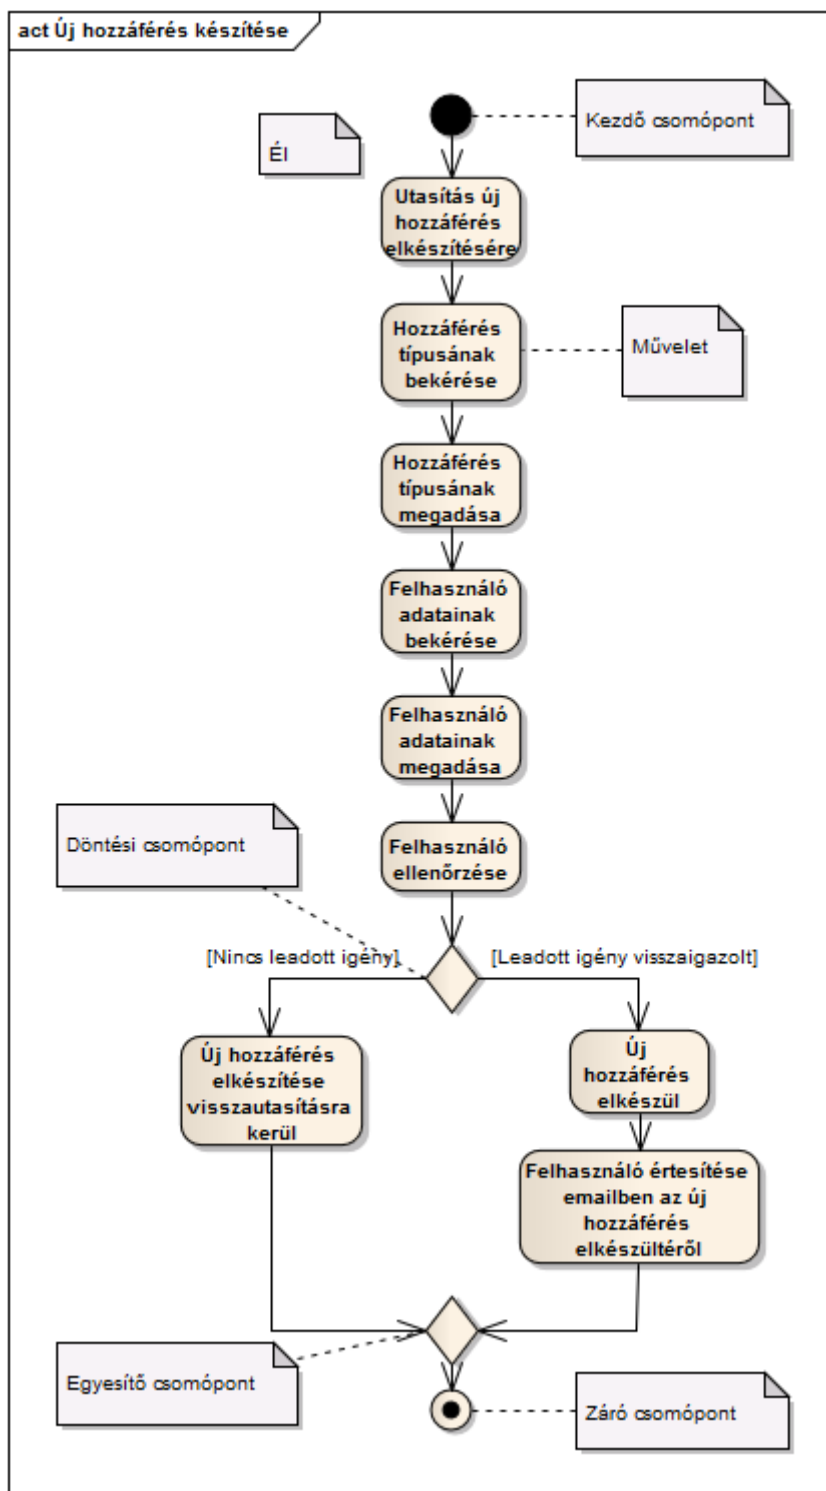 act Új hozzáférés készítése
Kezdő csomópont
Él
Utasítás új
hozzáférés
elkészítésére
Hozzáférés
típusának
bekérése
Művelet
Hozzáférés
típusának
megadása
Felhasználó
adatainak
bekérése
Felhasználó
adatainak
megadása
Döntési csomópont
Felhasználó
ellenőrzése
[Nincs leadott igény]
[Leadott igény visszaigazolt]
Új hozzáférés
elkészítése
visszautasításra
kerül
Új
hozzáférés
elkészül
Felhasználó értesítése
emailben az új
hozzáférés
elkészültéről
Egyesítő csomópont
Záró csomópont